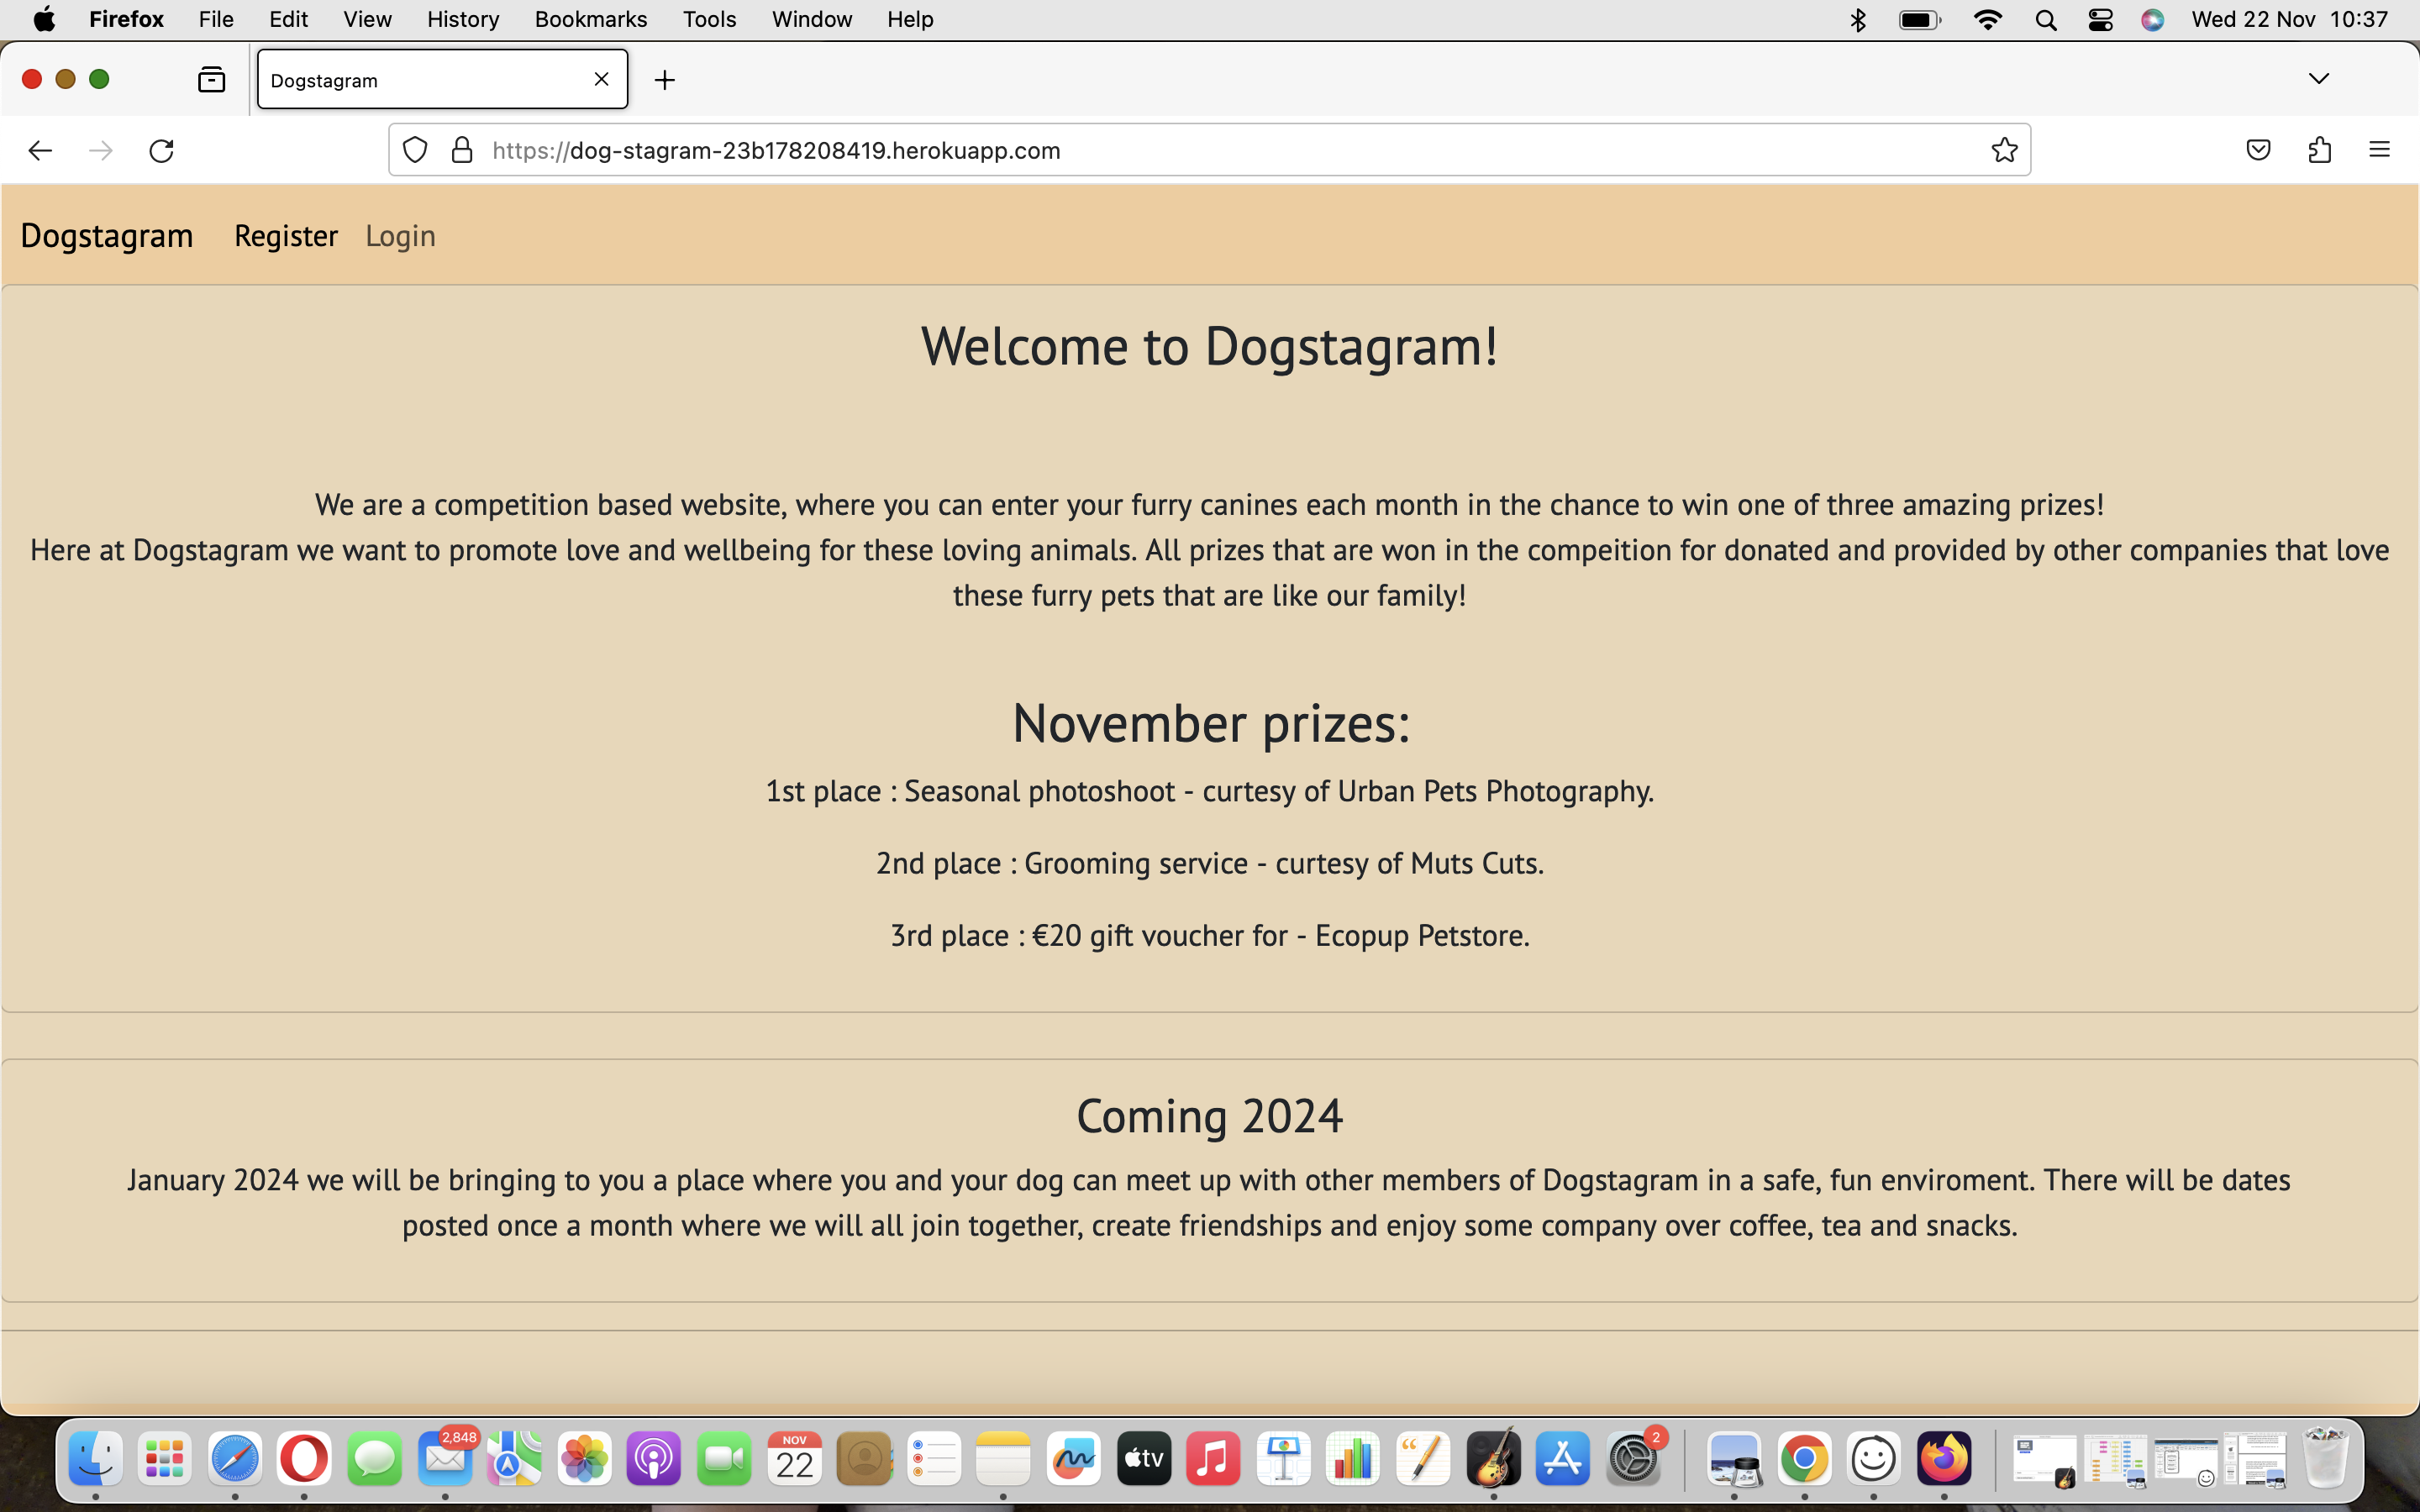 Firefox File Edit View History Bookmarks Tools Window Help Wed 22 Nov 10:37
Dogstagram
https://dog-stagram-23b178208419.herokuapp.com
Dogstagram Register Login
Welcome to Dogstagram!
We are a competition based website, where you can enter your furry canines each month in the chance to win one of three amazing prizes!
Here at Dogstagram we want to promote love and wellbeing for these loving animals. All prizes that are won in the compeition for donated and provided by other companies that love
these furry pets that are like our family!
November prizes:
1st place : Seasonal photoshoot - curtesy of Urban Pets Photography.
2nd place : Grooming service - curtesy of Muts Cuts.
3rd place : €20 gift voucher for - Ecopup Petstore.
Coming 2024
January 2024 we will be bringing to you a place where you and your dog can meet up with other members of Dogstagram in a safe, fun enviroment. There will be dates
posted once a month where we will all join together, create friendships and enjoy some company over coffee, tea and snacks.
2,848
NOV
22
tv
2